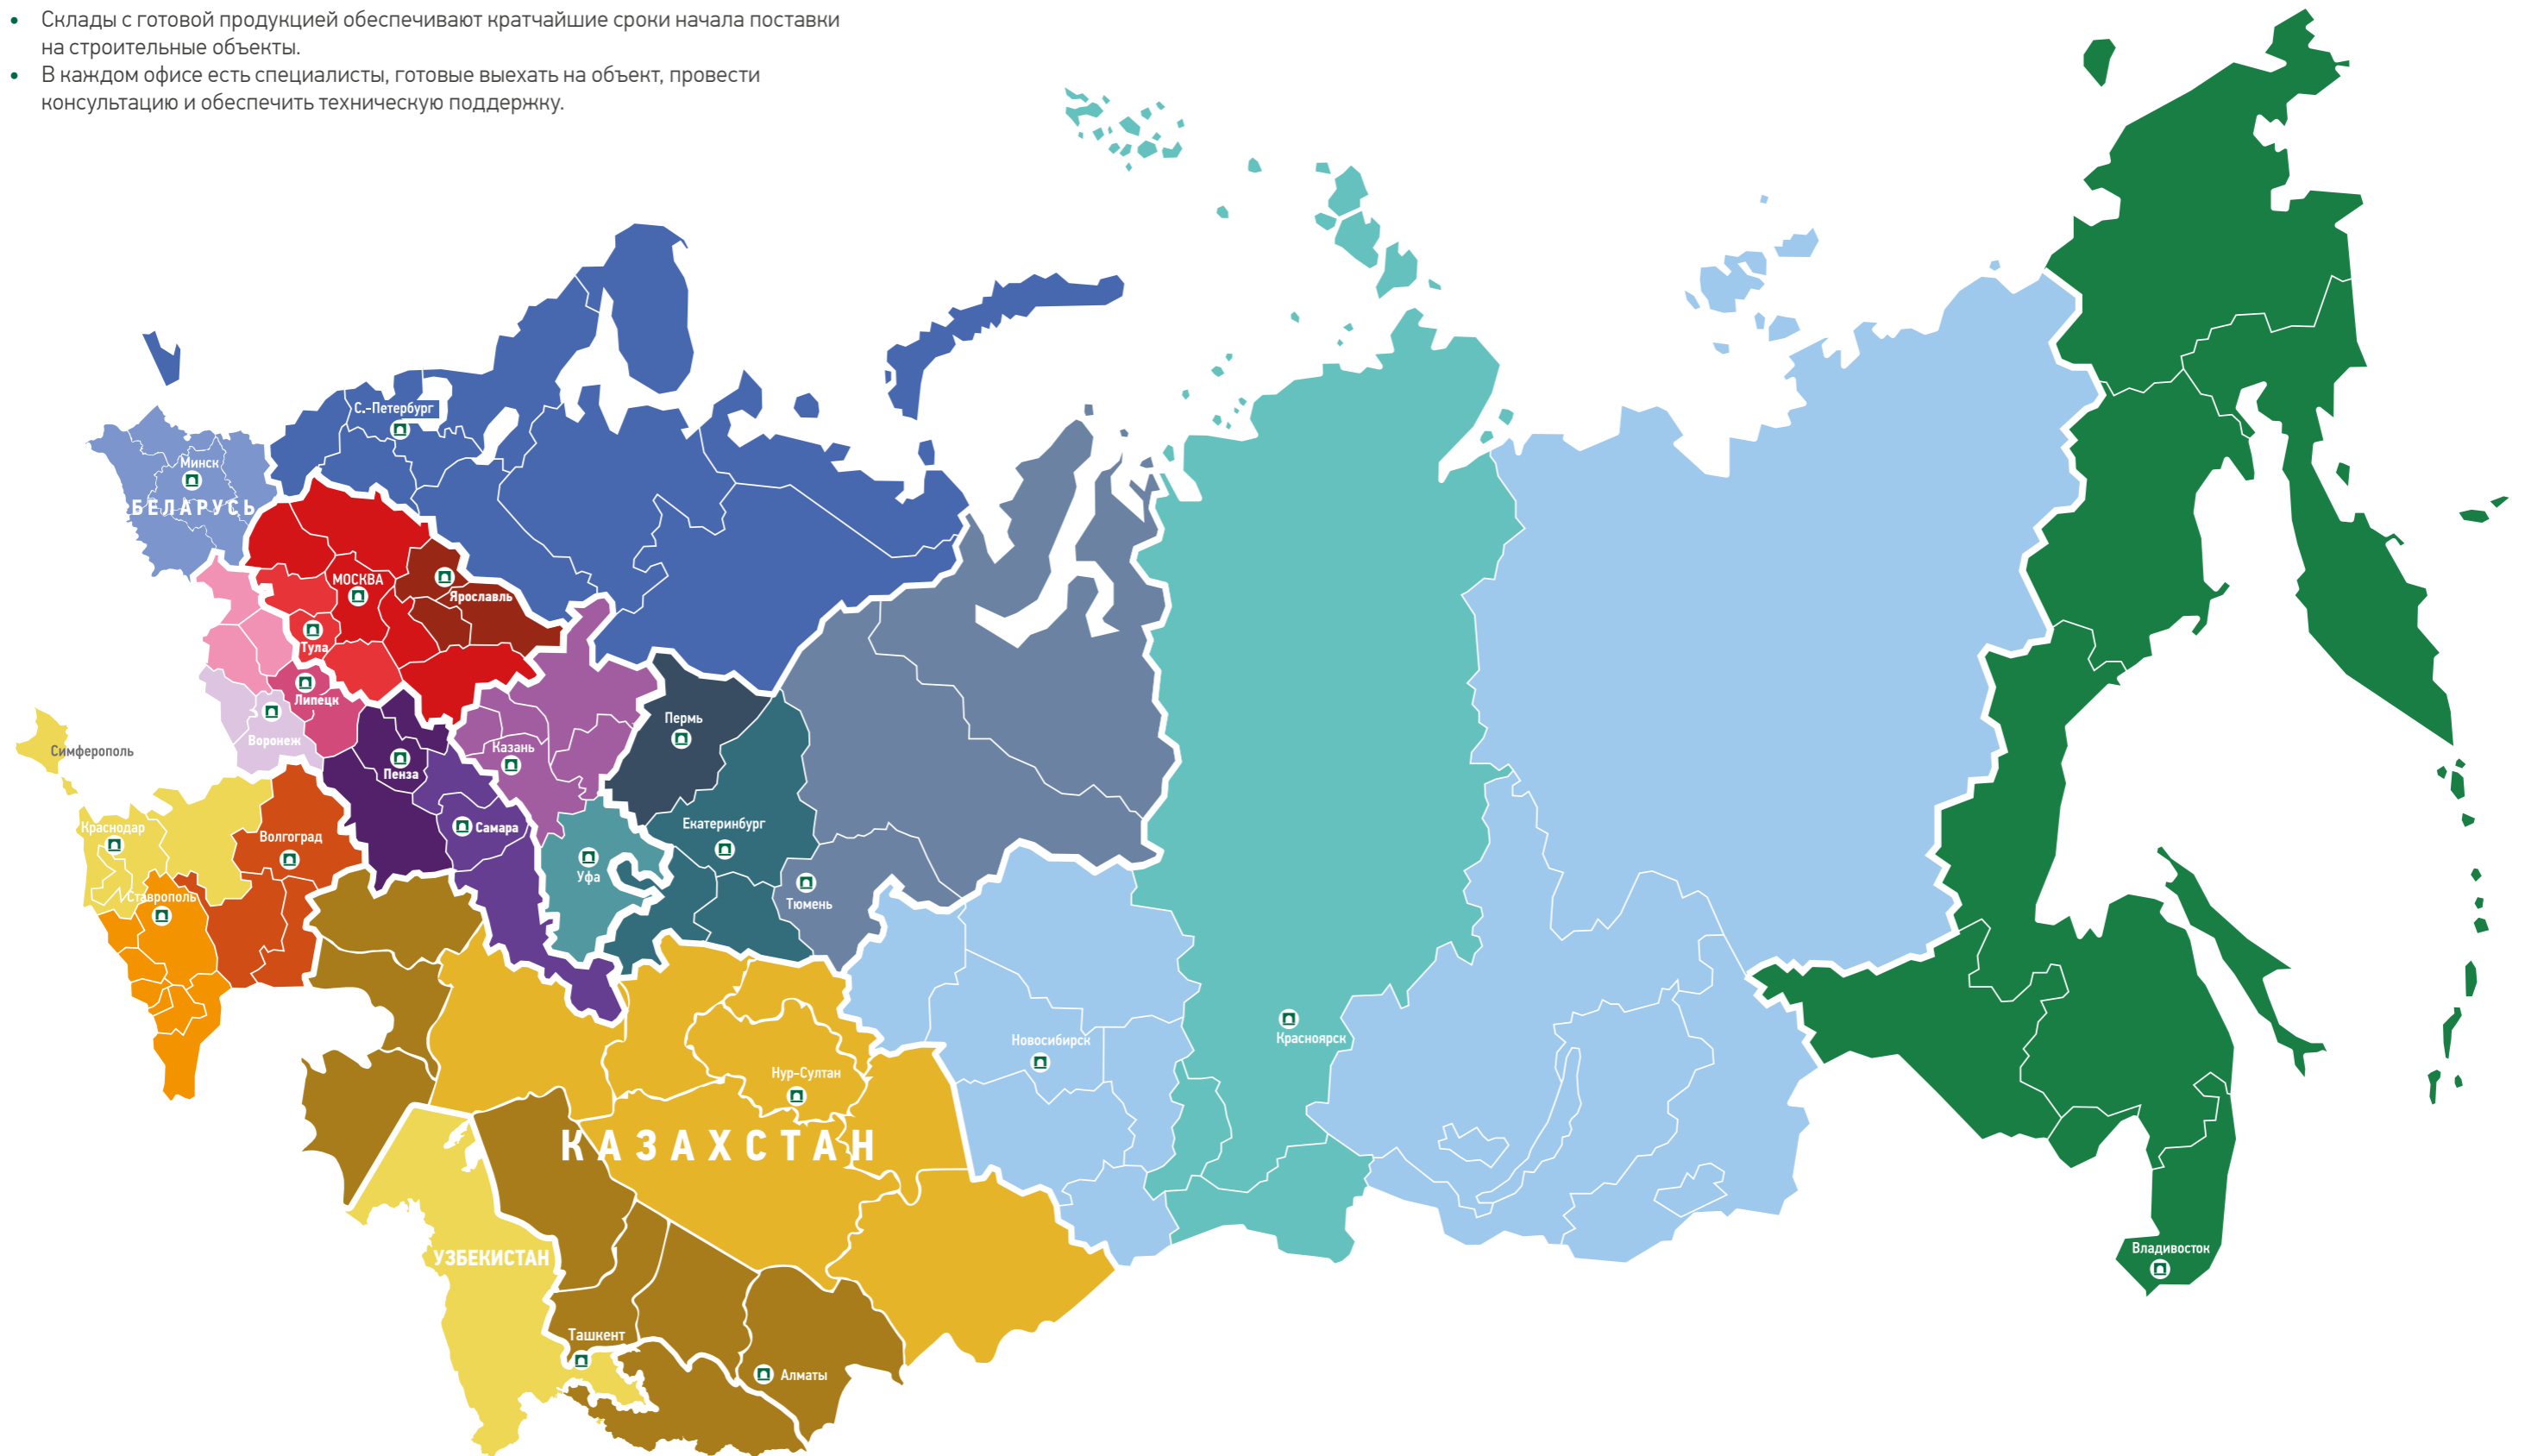 • Склады с готовой продукцией обеспечивают кратчайшие сроки начала поставки
на строительные объекты.
• В каждом офисе есть специалисты, готовые выехать на объект, провести
консультацию и обеспечить техническую поддержку.
С.-Петербург
Минск
БЕЛАРУСЬ
МОСКВА
Ярославль
Тула
Липецк
Воронеж
Симферополь
Пенза
Казань
Пермь
Краснодар
Волгоград
Самара
Екатеринбург
Уфа
Ставрополь
Тюмень
Новосибирск
Красноярск
Нур-Султан
КАЗАХСТАН
УЗБЕКИСТАН
Владивосток
Ташкент
Алматы